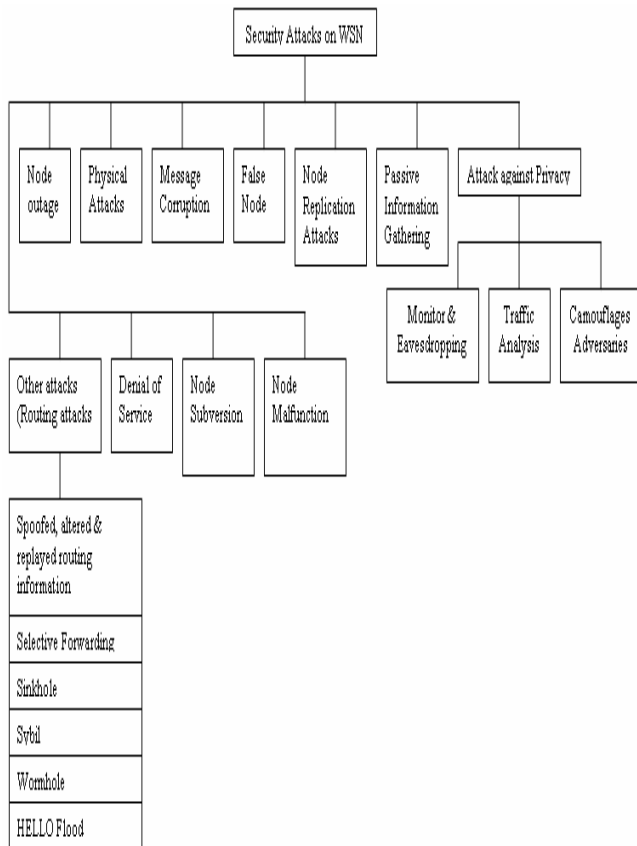 Security Attacks on WSN
Node
outage
Physical
Attacks
Message
Corruption
False
Node
Node
Replication
Attacks
Passive
Information
Gathering
Attack against Privacy
Monitor &
Eavesdropping
Traffic
Analysis
Camouflages
Adversaries
Other attacks
(Routing attacks
Denial of
Service
Node
Subversion
Node
Malfunction
Spoofed, altered &
replayed routing
information
Selective Forwarding
Sinkhole
Sybil
Wormhole
HELLO Flood